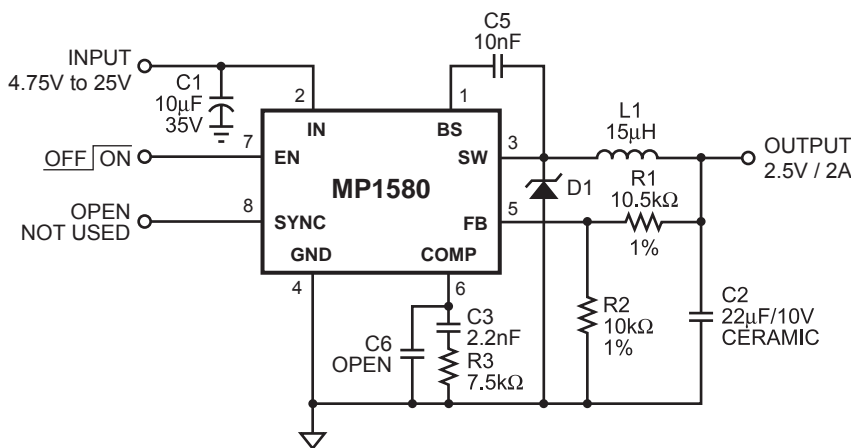 C5
10nF
INPUT
4.75V to 25V
C1
10μF
35V
2
1
L1
15μH
IN
BS
7
3
OUTPUT
2.5V / 2A
OFF ON
EN
SW
MP1580
D1
R1
10.5kΩ
1%
OPEN
NOT USED
8
5
SYNC
FB
GND
COMP
4
6
C3
2.2nF
R2
10kΩ
1%
C2
22μF/10V
CERAMIC
C6
OPEN
R3
7.5kΩ